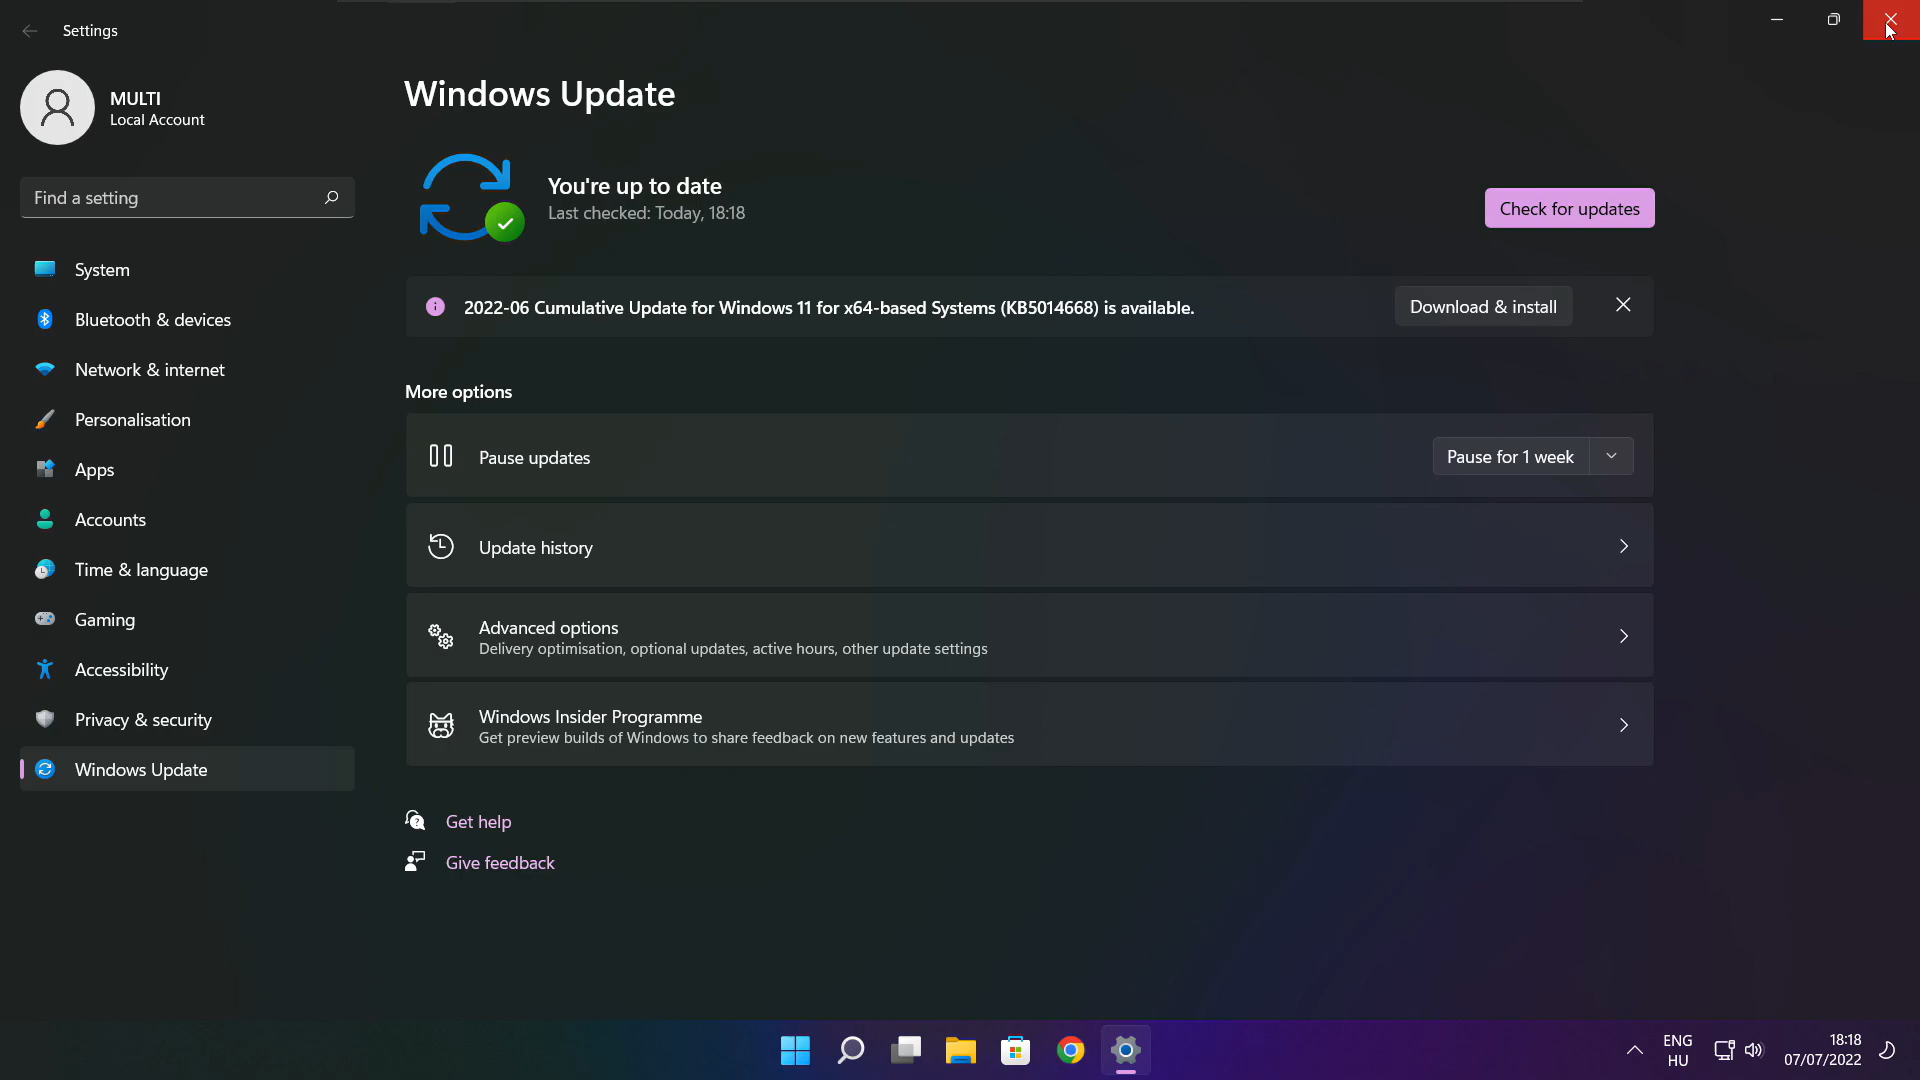 Settings
MULTI
Local Account
Find a setting
System
Bluetooth & devices
Network & internet
Personalisation
Apps
Accounts
Time & language
Gaming
Accessibility
Privacy & security
Windows Update
Windows Update
You're up to date
Last checked: Today, 18:18
Check for updates
2022-06 Cumulative Update for Windows 11 for x64-based Systems (KB5014668) is available.
Download & install
More options
Pause updates
Pause for 1 week
Update history
Advanced options
Delivery optimisation, optional updates, active hours, other update settings
Windows Insider Programme
Get preview builds of Windows to share feedback on new features and updates
Get help
Give feedback
ENG
HU
18:18
07/07/2022